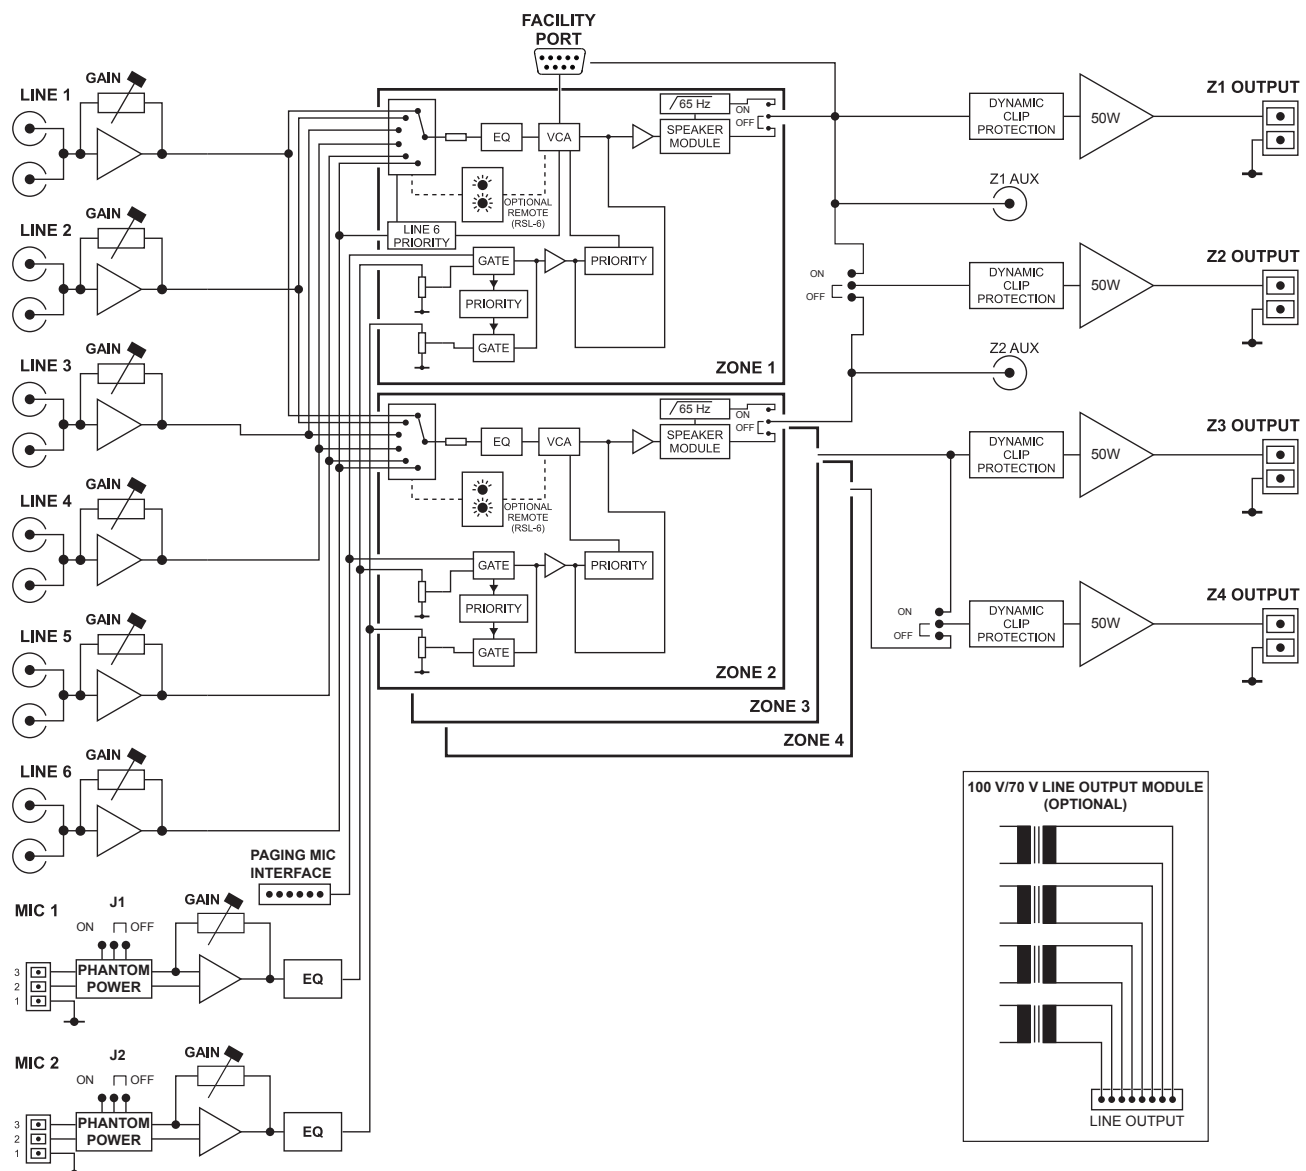 FACILITY
PORT
LINE 1
GAIN
LINE 2
GAIN
LINE 3
GAIN
LINE 4
GAIN
LINE 5
GAIN
LINE 6
GAIN
PAGING MIC
INTERFACE
MIC 1
J1
ON
OFF
GAIN
3
2
1
PHANTOM
POWER
EQ
MIC 2
J2
ON
OFF
GAIN
3
2
1
PHANTOM
POWER
EQ
65 Hz
ON
OFF
EQ
VCA
SPEAKER
MODULE
OPTIONAL
REMOTE
(RSL-6)
LINE 6
PRIORITY
GATE
PRIORITY
PRIORITY
GATE
ZONE 1
65 Hz
ON
OFF
EQ
VCA
SPEAKER
MODULE
OPTIONAL
REMOTE
(RSL-6)
GATE
PRIORITY
PRIORITY
GATE
ZONE 2
ZONE 3
ZONE 4
DYNAMIC
CLIP
PROTECTION
50W
Z1 OUTPUT
Z1 AUX
ON
OFF
DYNAMIC
CLIP
PROTECTION
50W
Z2 OUTPUT
Z2 AUX
DYNAMIC
CLIP
PROTECTION
50W
Z3 OUTPUT
ON
OFF
DYNAMIC
CLIP
PROTECTION
50W
Z4 OUTPUT
100 V/70 V LINE OUTPUT MODULE
(OPTIONAL)
LINE OUTPUT